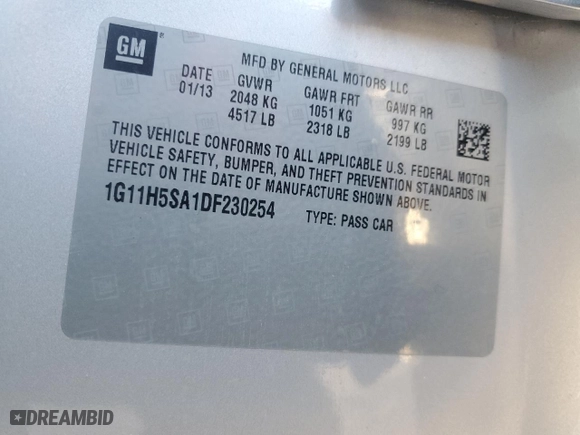 GM
MFD BY GENERAL MOTORS LLC
DATE GVWR GAWR FRT GAWR RR
01/13 2048 KG 1051 KG 997 KG
4517 LB 2318 LB 2199 LB
THIS VEHICLE CONFORMS TO ALL APPLICABLE U.S. FEDERAL MOTOR
VEHICLE SAFETY, BUMPER, AND THEFT PREVENTION STANDARDS IN
EFFECT ON THE DATE OF MANUFACTURE SHOWN ABOVE.
1G11H5SA1DF230254 TYPE: PASS CAR
DREAMBID